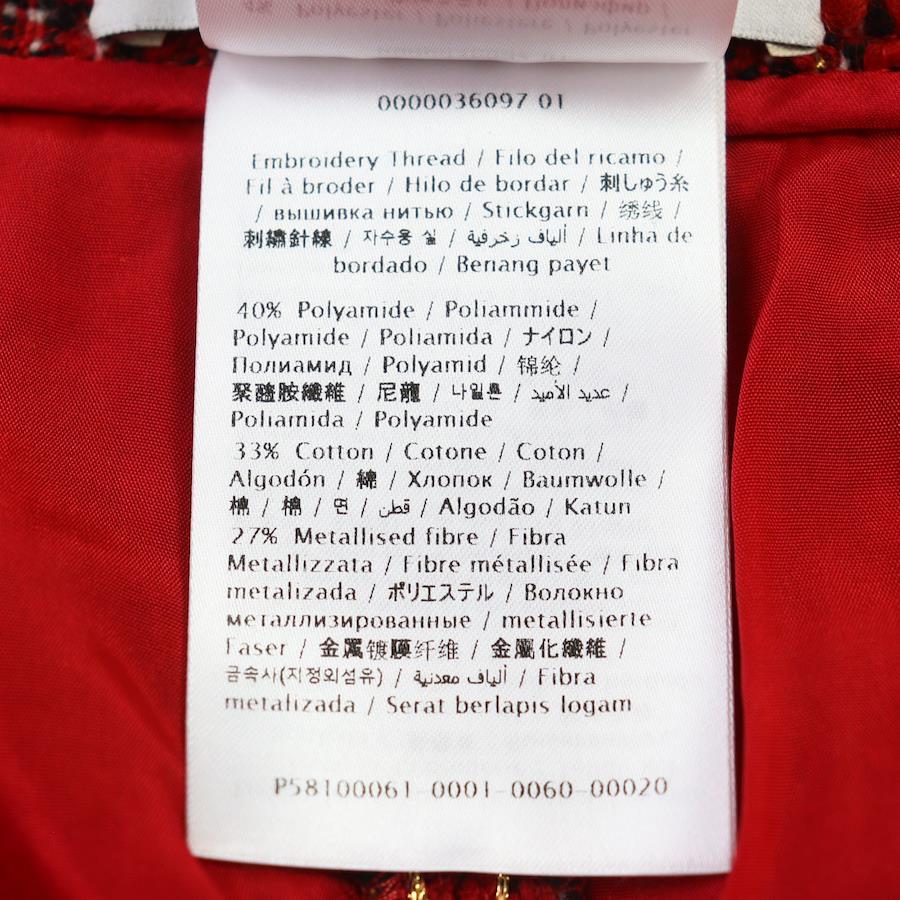 4% Polyester / Poliestere / Полиэфир /
0000036097 01
Embroidery Thread / Filo del ricamo /
Fil à broder / Hilo de bordar / 刺しゅう糸
/ вышивка нитью / Stickgarn / 绣线 /
刺繡針線 / 자수용 실 / ألياف زخرفية / Linha de
bordado / Benang payet
40% Polyamide / Poliammide /
Polyamide / Poliamida / ナイロン /
Полиамид / Polyamid / 锦纶 /
聚醯胺纖維 / 尼龍 / 나일론 / عديد الأميد /
Poliamida / Polyamide
33% Cotton / Cotone / Coton /
Algodón / 綿 / Хлопок / Baumwolle /
棉 / 棉 / 면 / قطن / Algodão / Katun
27% Metallised fibre / Fibra
Metallizzata / Fibre métallisée / Fibra
metalizada / ポリエステル / Волокно
металлизированные / metallisierte
Faser / 金属镀膜纤维 / 金屬化纖維 /
금속사(지정외섬유) / ألياف معدنية / Fibra
metalizada / Serat berlapis logam
P58100061-0001-0060-00020